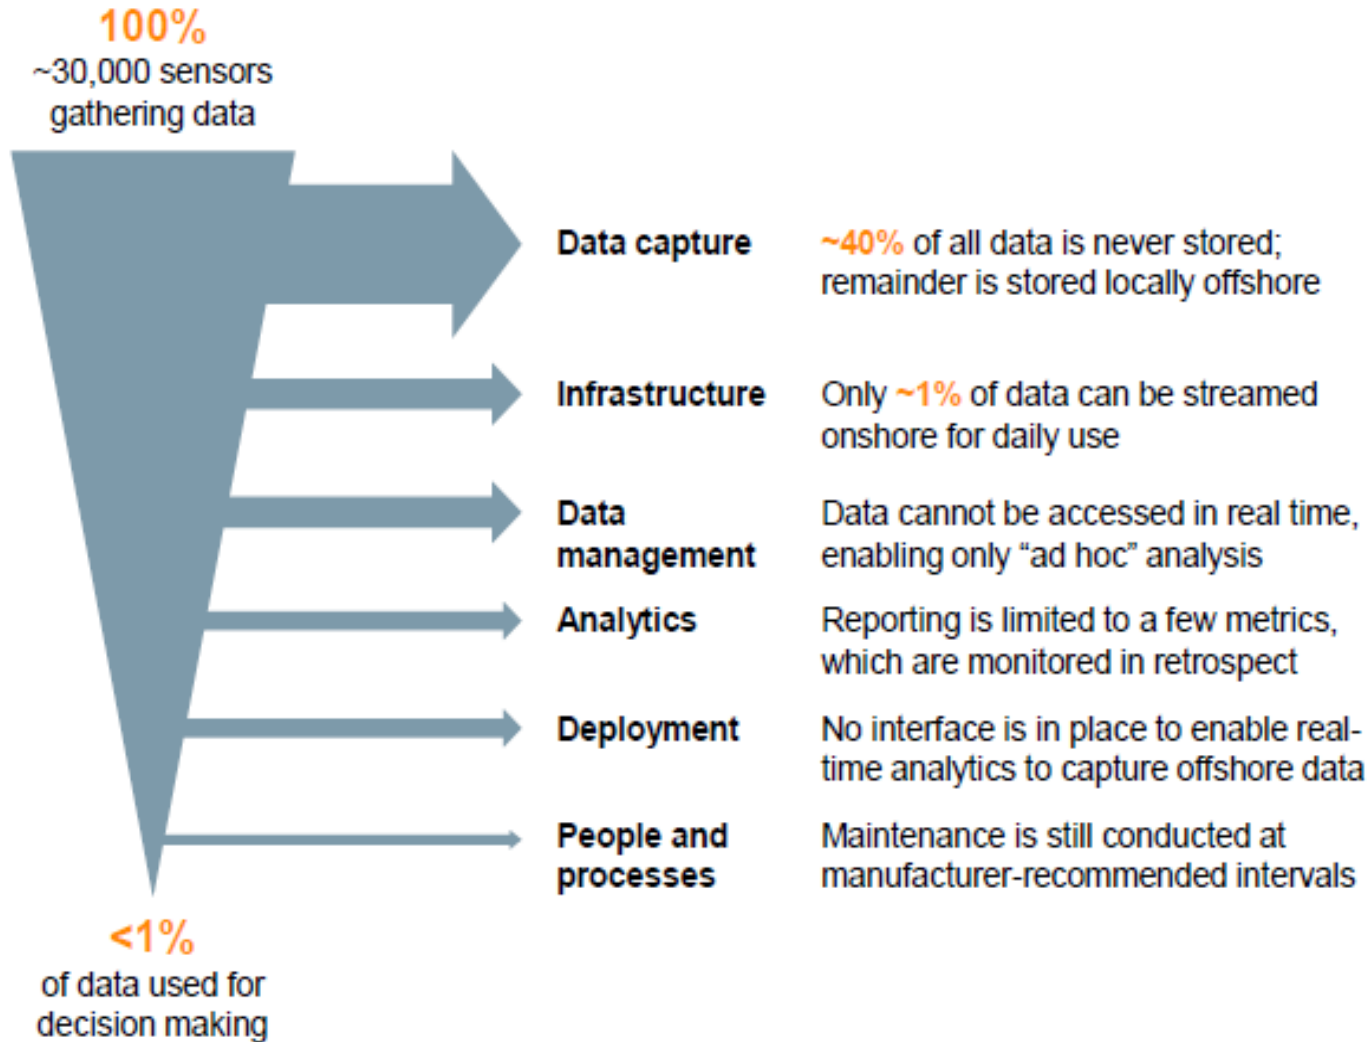 100%
~30,000 sensors
gathering data
Data capture
~40% of all data is never stored;
remainder is stored locally offshore
Infrastructure
Only ~1% of data can be streamed
onshore for daily use
Data
management
Data cannot be accessed in real time,
enabling only “ad hoc” analysis
Analytics
Reporting is limited to a few metrics,
which are monitored in retrospect
Deployment
No interface is in place to enable real-
time analytics to capture offshore data
People and
processes
Maintenance is still conducted at
manufacturer-recommended intervals
<1%
of data used for
decision making